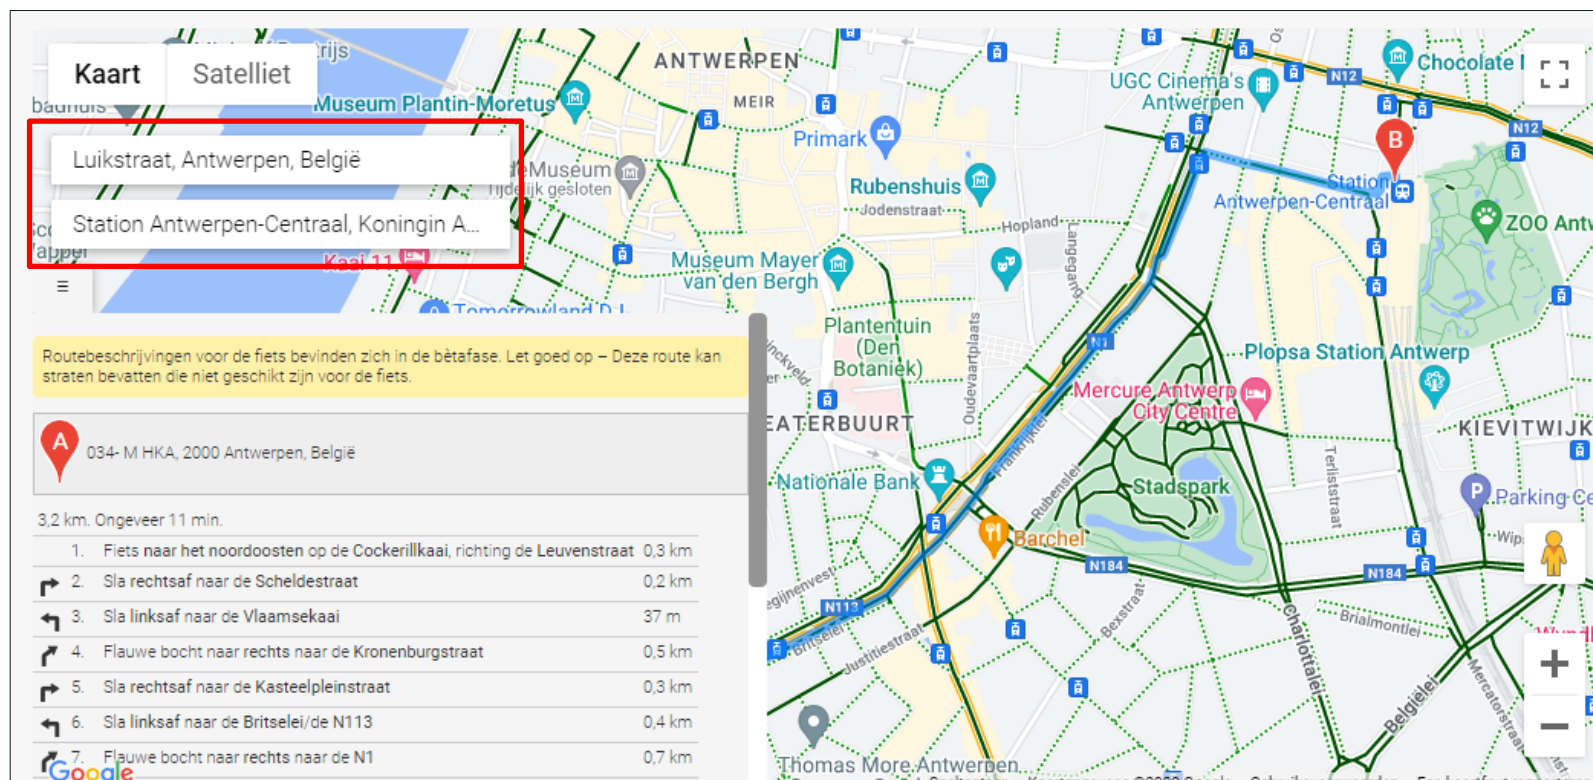 Kaart
Satelliet
Luikstraat, Antwerpen, België
Station Antwerpen-Centraal, Koningin A...
Routebeschrijvingen voor de fiets bevinden zich in de bètafase. Let goed op – Deze route kan
straten bevatten die niet geschikt zijn voor de fiets.
A
034- M HKA, 2000 Antwerpen, België
3,2 km. Ongeveer 11 min.
1. Fiets naar het noordoosten op de Cockerillkaai, richting de Leuvenstraat 0,3 km
2. Sla rechtsaf naar de Scheldestraat 0,2 km
3. Sla linksaf naar de Vlaamsekaai 37 m
4. Flauwe bocht naar rechts naar de Kronenburgstraat 0,5 km
5. Sla rechtsaf naar de Kasteelpleinstraat 0,3 km
6. Sla linksaf naar de Britselei/de N113 0,4 km
7. Flauwe bocht naar rechts naar de N1 0,7 km
Google
ANTWERPEN
MEIR
Museum Plantin-Moretus
Museum
Tijdelijk gesloten
Kaai 11
Primark
Rubenshuis
Jodenstraat
Hopland
Langegang
Museum Mayer
van den Bergh
Plantentuin
(Den
Botaniek)
Oudevaartplaats
EATERBUURT
Nationale Bank
Frankrijklei
Rubenslei
Barchel
N113
Britselei
Justitiestraat
Bexstraat
Thomas More Antwerpen
UGC Cinema's
Antwerpen
N12
Chocolate
N12
B
Station
Antwerpen-Centraal
ZOO Antw
N1
Plopsa Station Antwerp
Mercure Antwerp
City Centre
KIEVITWIJK
Terliststraat
Stadspark
P
Parking Ce
Wip
N184
N184
Charlottalei
Brialmontlei
Belgiëlei
Mercatorstraat